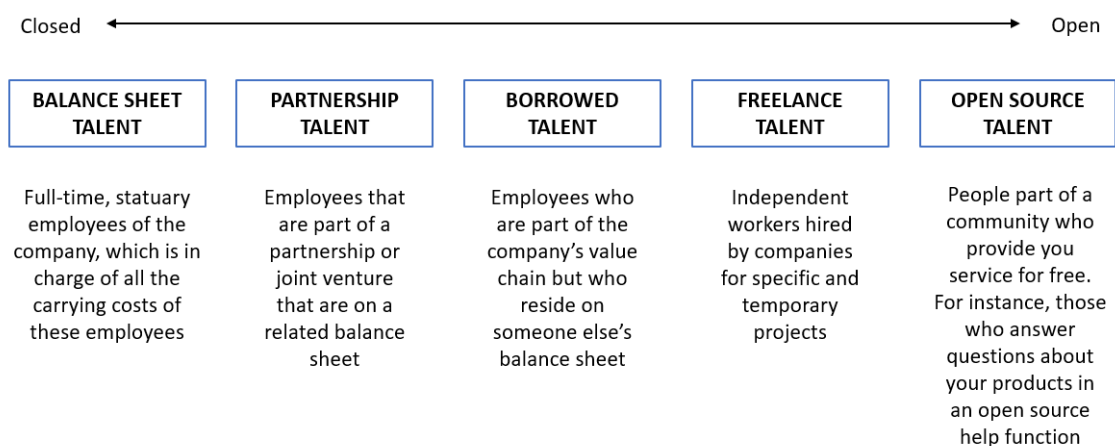 Closed
Open
BALANCE SHEET
TALENT
PARTNERSHIP
TALENT
BORROWED
TALENT
FREELANCE
TALENT
OPEN SOURCE
TALENT
Full-time, statuary
employees of the
company, which is in
charge of all the
carrying costs of
these employees
Employees that
are part of a
partnership or
joint venture
that are on a
related balance
sheet
Employees who
are part of the
company's value
chain but who
reside on
someone else's
balance sheet
Independent
workers hired
by companies
for specific and
temporary
projects
People part of a
community who
provide you
service for free.
For instance, those
who answer
questions about
your products in
an open source
help function